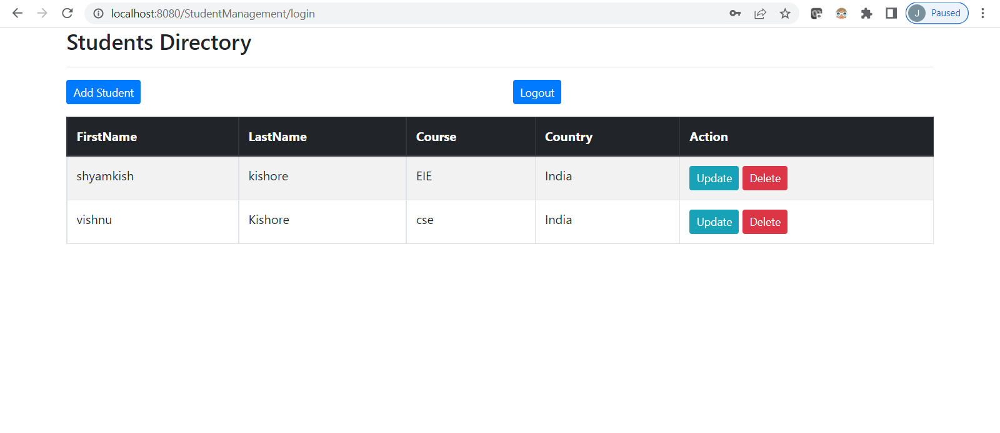 localhost:8080/StudentManagement/login
J Paused
Students Directory
Add Student Logout
FirstName LastName Course Country Action
shyamkish kishore EIE India Update Delete
vishnu Kishore cse India Update Delete